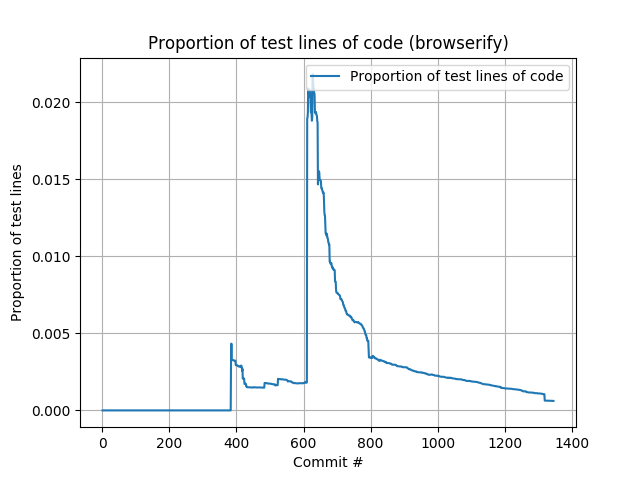 Proportion of test lines of code (browserify)
Proportion of test lines of code
0.020
0.015
0.010
0.005
0.000
Proportion of test lines
0 200 400 600 800 1000 1200 1400
Commit #